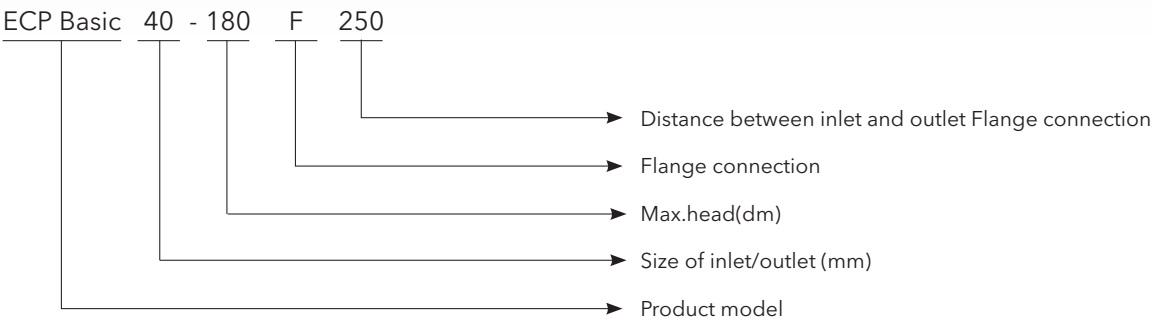 ECP Basic 40 - 180 F 250
Distance between inlet and outlet Flange connection
Flange connection
Max.head(dm)
Size of inlet/outlet (mm)
Product model